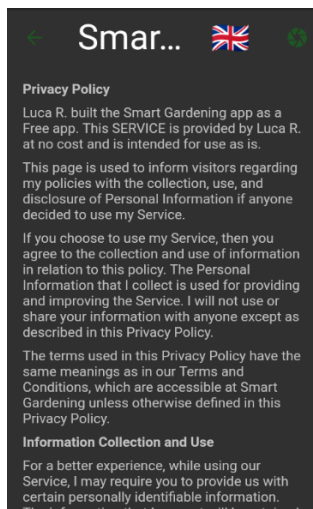 Smar...
Privacy Policy
Luca R. built the Smart Gardening app as a
Free app. This SERVICE is provided by Luca R.
at no cost and is intended for use as is.
This page is used to inform visitors regarding
my policies with the collection, use, and
disclosure of Personal Information if anyone
decided to use my Service.
If you choose to use my Service, then you
agree to the collection and use of information
in relation to this policy. The Personal
Information that I collect is used for providing
and improving the Service. I will not use or
share your information with anyone except as
described in this Privacy Policy.
The terms used in this Privacy Policy have the
same meanings as in our Terms and
Conditions, which are accessible at Smart
Gardening unless otherwise defined in this
Privacy Policy.
Information Collection and Use
For a better experience, while using our
Service, I may require you to provide us with
certain personally identifiable information.